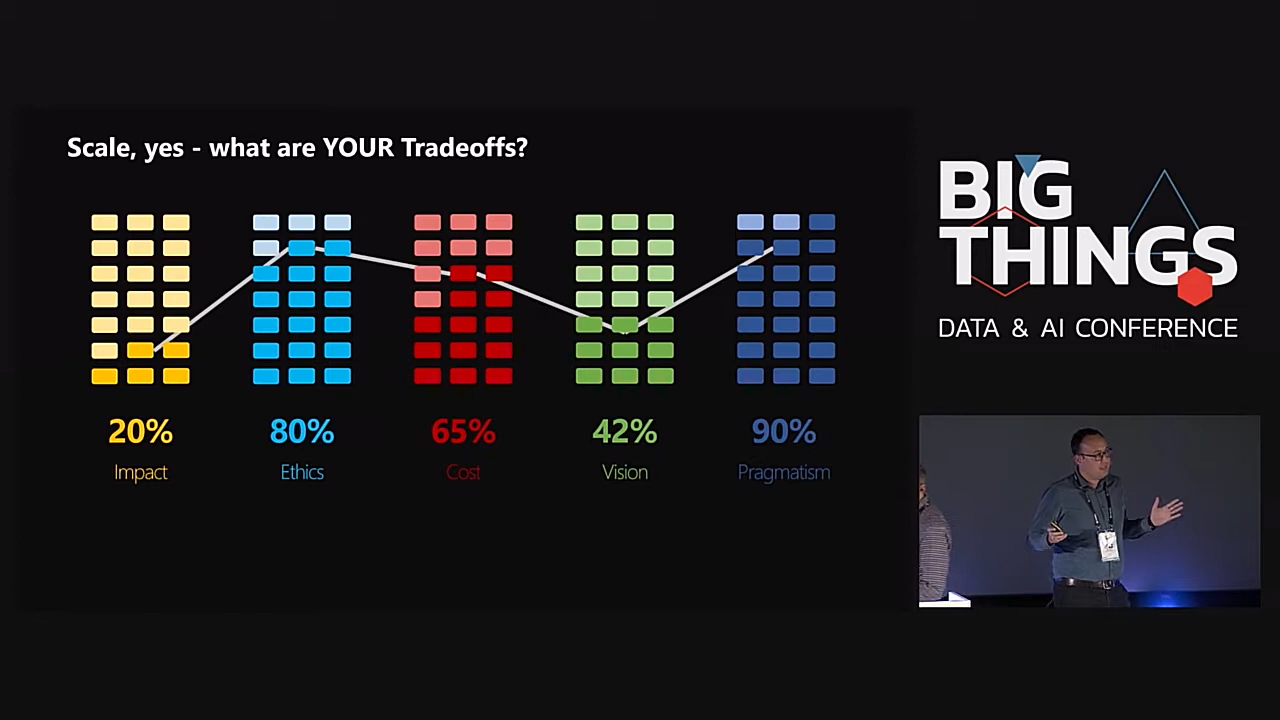 Scale, yes - what are YOUR Tradeoffs?
20%
Impact
80%
Ethics
65%
Cost
42%
Vision
90%
Pragmatism
BIG
THINGS
DATA & AI CONFERENCE